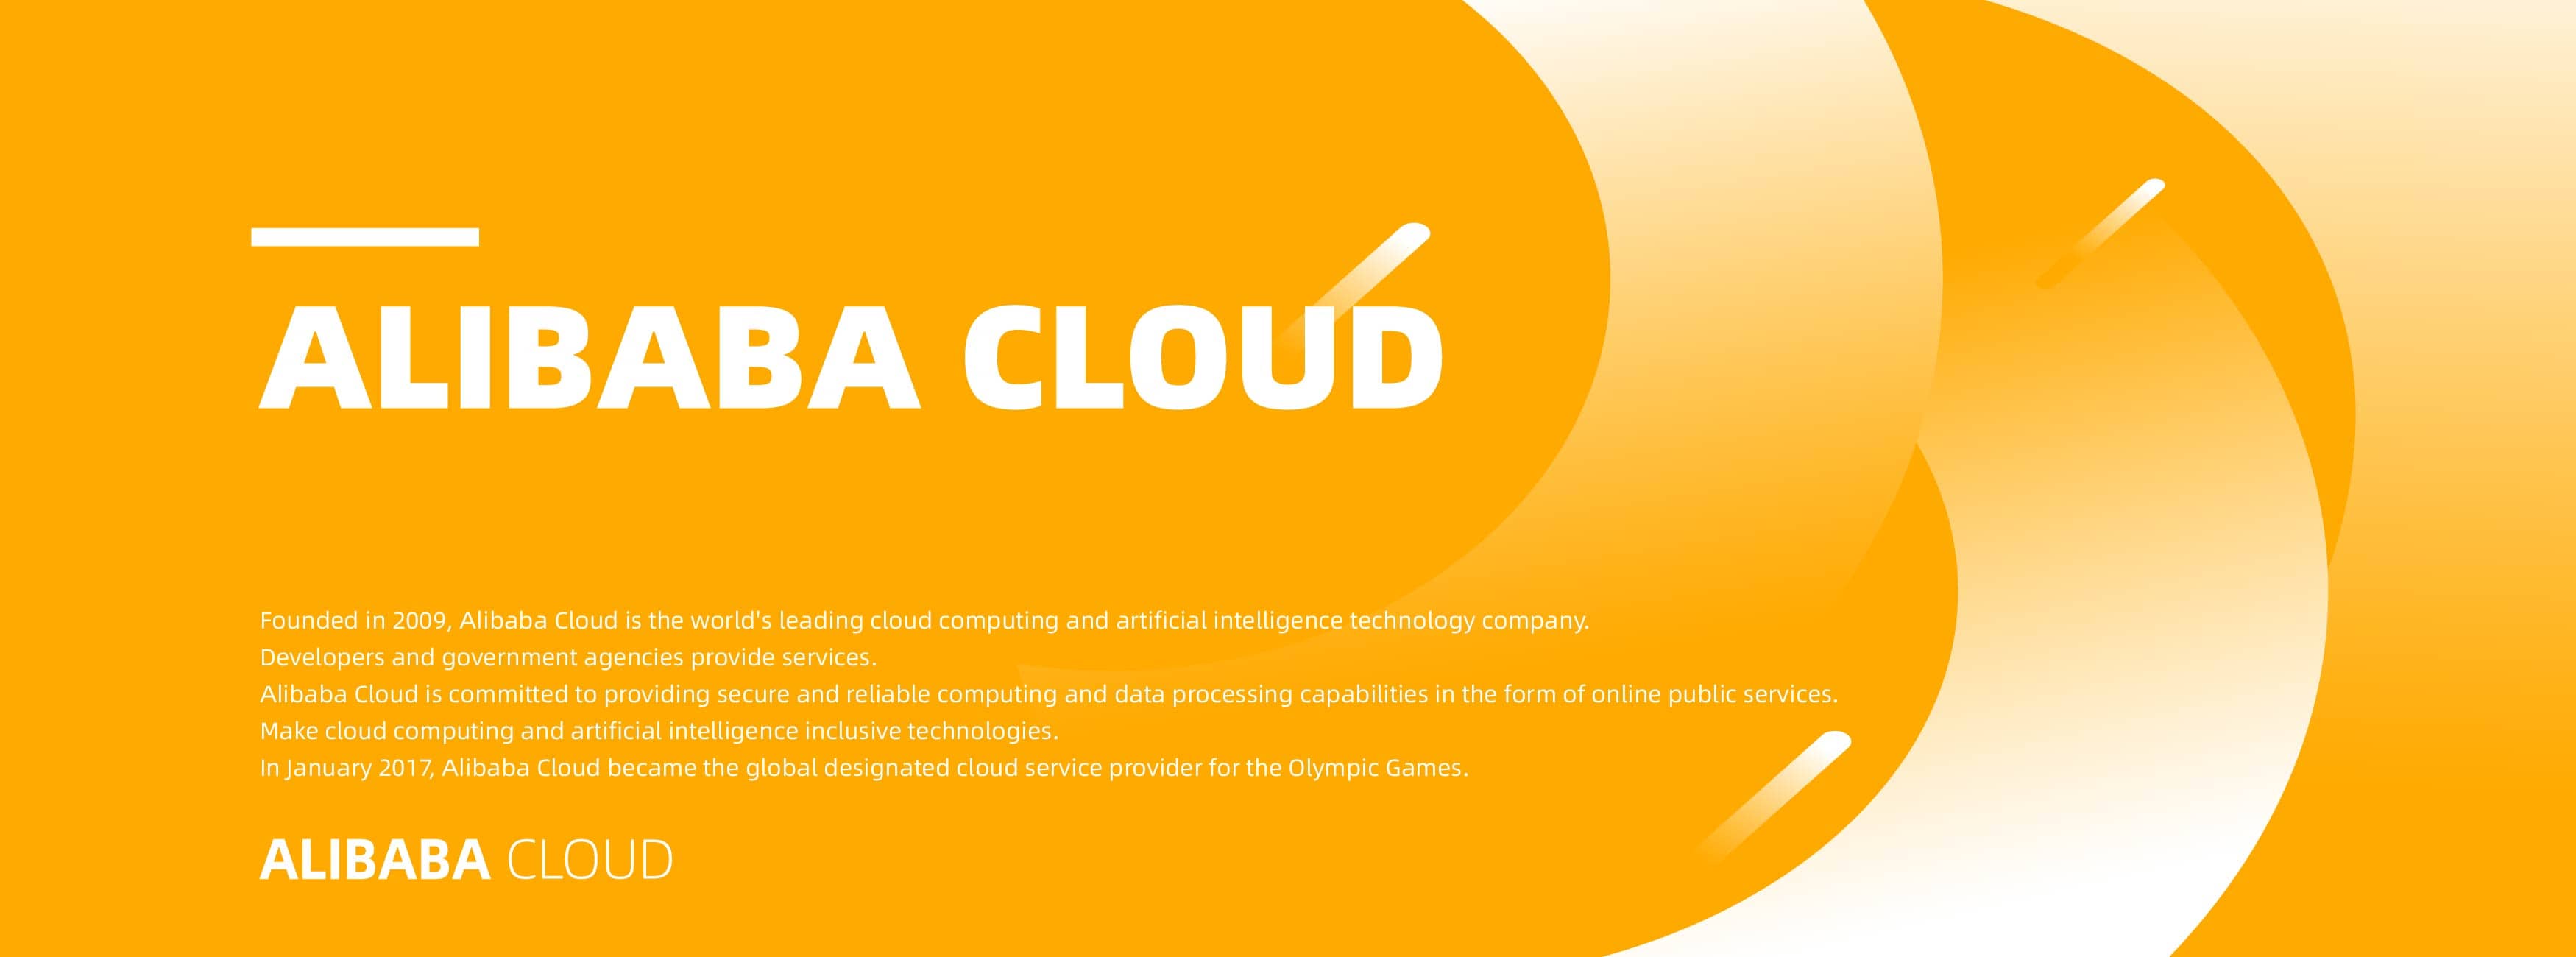 ALIBABA CLOUD
Founded in 2009, Alibaba Cloud is the world's leading cloud computing and artificial intelligence technology company.
Developers and government agencies provide services.
Alibaba Cloud is committed to providing secure and reliable computing and data processing capabilities in the form of online public services.
Make cloud computing and artificial intelligence inclusive technologies.
In January 2017, Alibaba Cloud became the global designated cloud service provider for the Olympic Games.
ALIBABA CLOUD